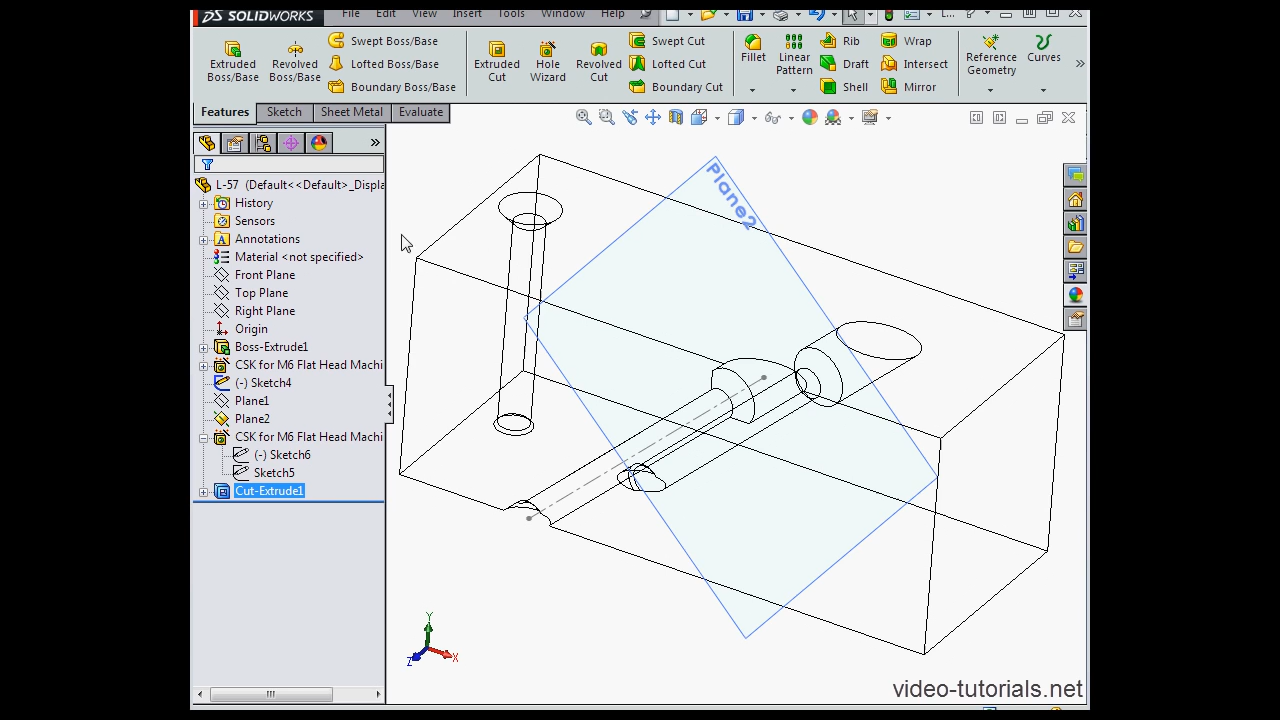 SOLIDWORKS File Edit View Insert Tools Window Help L...
Swept Boss/Base Swept Cut Rib Wrap
Extruded Boss/Base Revolved Boss/Base Lofted Boss/Base Extruded Cut Hole Wizard Revolved Cut Lofted Cut Fillet Linear Pattern Draft Intersect Reference Geometry Curves
Boundary Boss/Base Boundary Cut Shell Mirror
Features Sketch Sheet Metal Evaluate
L-57 (Default<<Default>_Displa
History
Sensors
Annotations
Material <not specified>
Front Plane
Top Plane
Right Plane
Origin
Boss-Extrude1
CSK for M6 Flat Head Machi
(-) Sketch4
Plane1
Plane2
CSK for M6 Flat Head Machi
(-) Sketch6
Sketch5
Cut-Extrude1
Plane2
Y
X
Z
video-tutorials.net